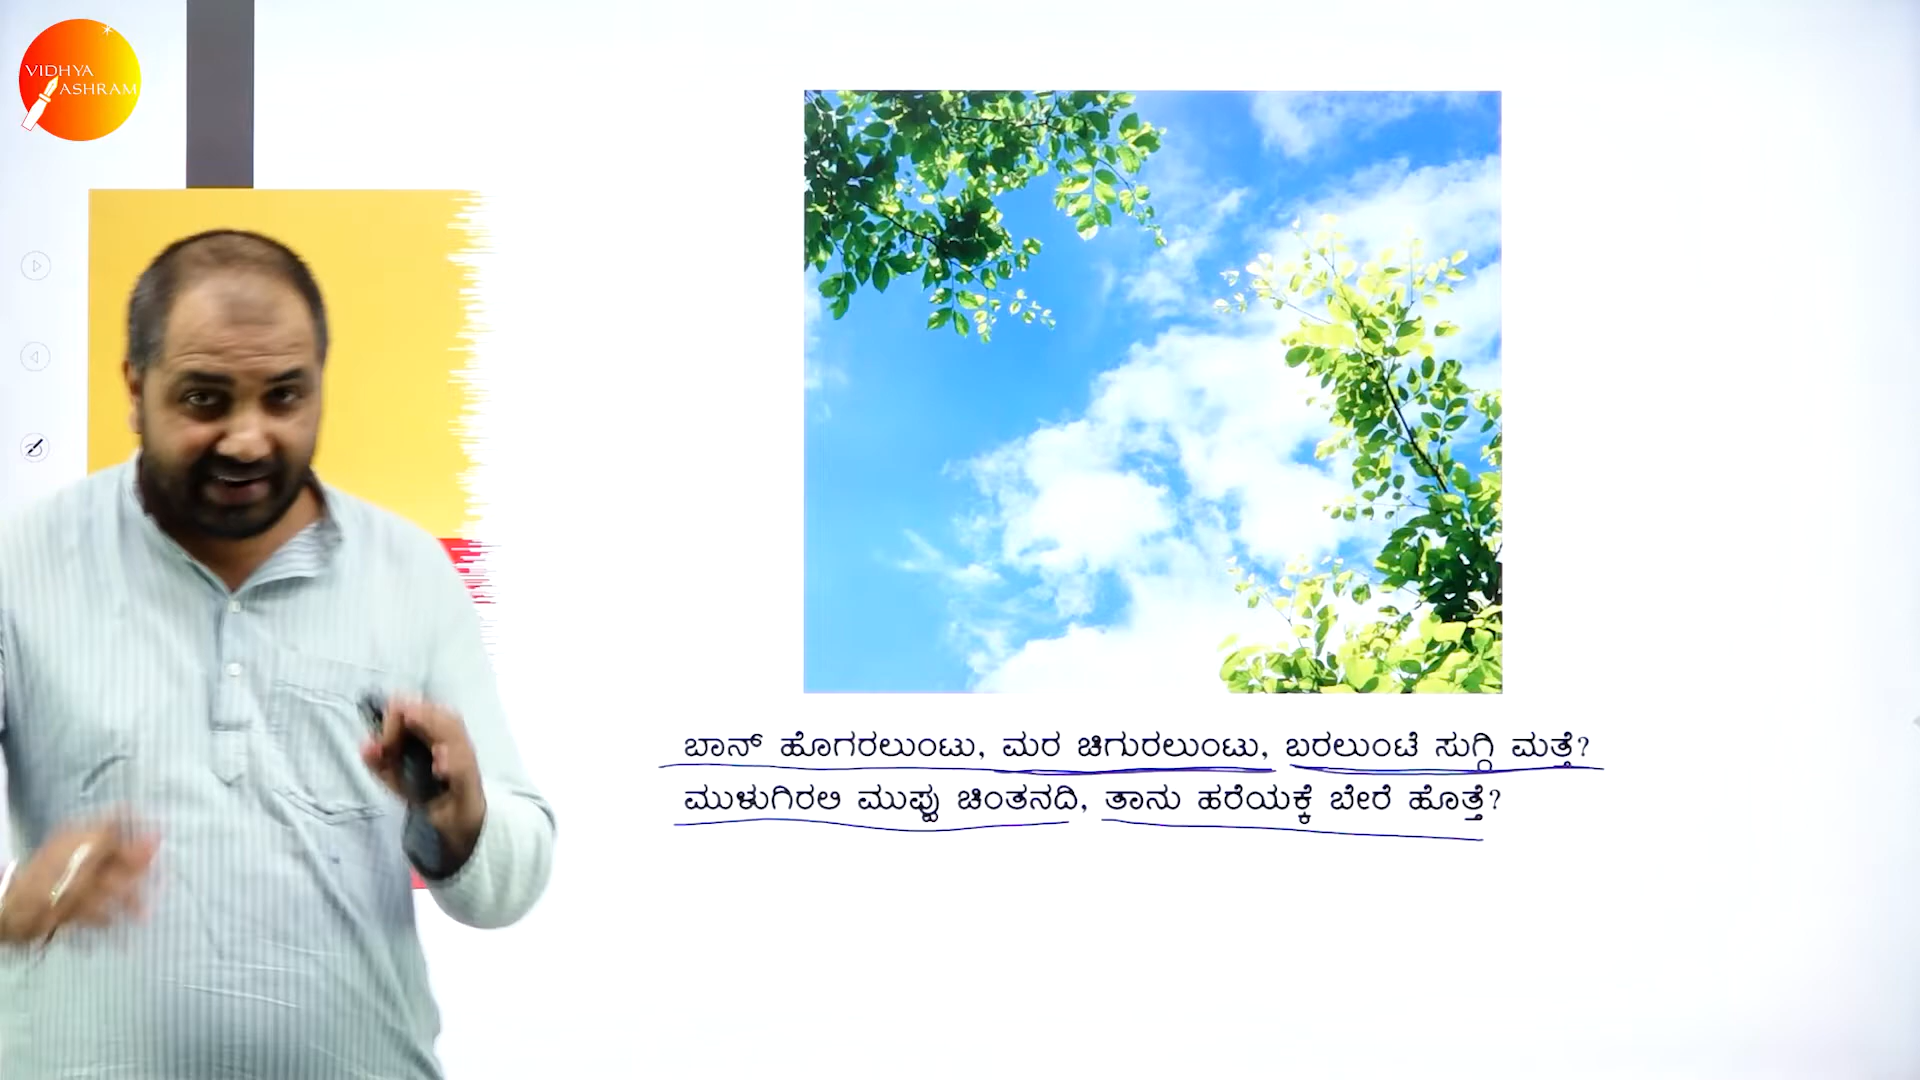 VIDHYA
ASHRAM
ಬಾನ್ ಹೊಗರಲುಂಟು, ಮರ ಚಿಗುರಲುಂಟು, ಬರಲುಂಟೆ ಸುಗ್ಗಿ ಮತ್ತೆ?
ಮುಳುಗಿರಲಿ ಮುಪ್ಪು ಚಿಂತನದಿ, ತಾನು ಹರೆಯಕ್ಕೆ ಬೇರೆ ಹೊತ್ತೆ?